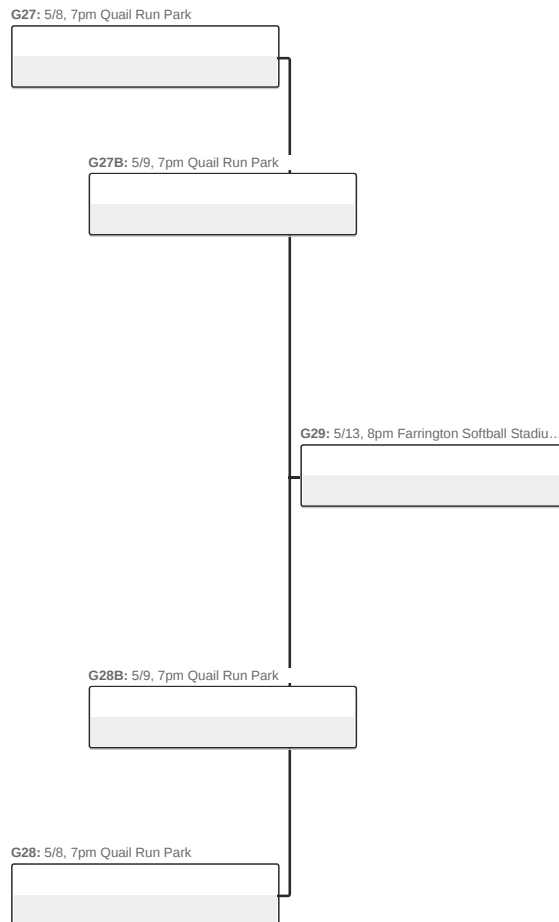 G27: 5/8, 7pm Quail Run Park
G27B: 5/9, 7pm Quail Run Park
G29: 5/13, 8pm Farrington Softball Stadiu...
G28B: 5/9, 7pm Quail Run Park
G28: 5/8, 7pm Quail Run Park